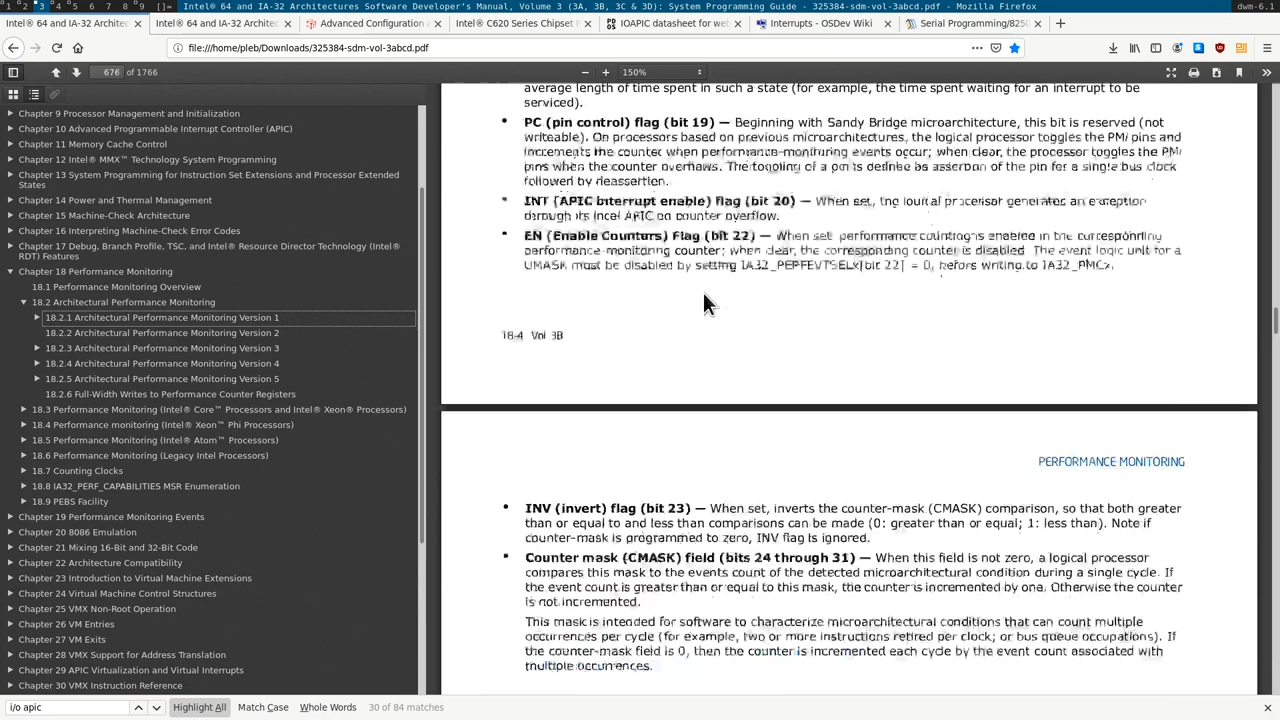 1 2 3 4 5 6 7 8 9 []= Intel® 64 and IA-32 Architectures Software Developer's Manual, Volume 3 (3A, 3B, 3C & 3D): System Programming Guide - 325384-sdm-vol-3abcd.pdf - Mozilla Firefox dwm-6.1
Intel® 64 and IA-32 Architec Intel® 64 and IA-32 Architec Advanced Configuration a Intel® C620 Series Chipset P IOAPIC datasheet for we Interrupts - OSDev Wiki Serial Programming/8250
file:///home/pleb/Downloads/325384-sdm-vol-3abcd.pdf
676 of 1766 150%
Chapter 9 Processor Management and Initialization
Chapter 10 Advanced Programmable Interrupt Controller (APIC)
Chapter 11 Memory Cache Control
Chapter 12 Intel® MMX™ Technology System Programming
Chapter 13 System Programming for Instruction Set Extensions and Processor Extended
States
Chapter 14 Power and Thermal Management
Chapter 15 Machine-Check Architecture
Chapter 16 Interpreting Machine-Check Error Codes
Chapter 17 Debug, Branch Profile, TSC, and Intel® Resource Director Technology (Intel®
RDT) Features
Chapter 18 Performance Monitoring
18.1 Performance Monitoring Overview
18.2 Architectural Performance Monitoring
18.2.1 Architectural Performance Monitoring Version 1
18.2.2 Architectural Performance Monitoring Version 2
18.2.3 Architectural Performance Monitoring Version 3
18.2.4 Architectural Performance Monitoring Version 4
18.2.5 Architectural Performance Monitoring Version 5
18.2.6 Full-Width Writes to Performance Counter Registers
18.3 Performance Monitoring (Intel® Core™ Processors and Intel® Xeon® Processors)
18.4 Performance monitoring (Intel® Xeon™ Phi Processors)
18.5 Performance Monitoring (Intel® Atom™ Processors)
18.6 Performance Monitoring (Legacy Intel Processors)
18.7 Counting Clocks
18.8 IA32_PERF_CAPABILITIES MSR Enumeration
18.9 PEBS Facility
Chapter 19 Performance Monitoring Events
Chapter 20 8086 Emulation
Chapter 21 Mixing 16-Bit and 32-Bit Code
Chapter 22 Architecture Compatibility
Chapter 23 Introduction to Virtual Machine Extensions
Chapter 24 Virtual Machine Control Structures
Chapter 25 VMX Non-Root Operation
Chapter 26 VM Entries
Chapter 27 VM Exits
Chapter 28 VMX Support for Address Translation
Chapter 29 APIC Virtualization and Virtual Interrupts
Chapter 30 VMX Instruction Reference
average length of time spent in such a state (for example, the time spent waiting for an interrupt to be
serviced).
• PC (pin control) flag (bit 19) — Beginning with Sandy Bridge microarchitecture, this bit is reserved (not
writeable). On processors based on previous microarchitectures, the logical processor toggles the PMi pins and
increments the counter when performance-monitoring events occur; when clear, the processor toggles the PMi
pins when the counter overflows. The toggling of a pin is defined as assertion of the pin for a single bus clock
followed by deassertion.
• INT (APIC interrupt enable) flag (bit 20) — When set, the logical processor generates an exception
through its local APIC on counter overflow.
• EN (Enable Counters) Flag (bit 22) — When set, performance counting is enabled in the corresponding
performance-monitoring counter; when clear, the corresponding counter is disabled. The event logic unit for a
UMASK must be disabled by setting IA32_PERFEVTSELx[bit 22] = 0, before writing to IA32_PMCx.
18-4 Vol. 3B
PERFORMANCE MONITORING
• INV (invert) flag (bit 23) — When set, inverts the counter-mask (CMASK) comparison, so that both greater
than or equal to and less than comparisons can be made (0: greater than or equal; 1: less than). Note if
counter-mask is programmed to zero, INV flag is ignored.
• Counter mask (CMASK) field (bits 24 through 31) — When this field is not zero, a logical processor
compares this mask to the events count of the detected microarchitectural condition during a single cycle. If
the event count is greater than or equal to this mask, the counter is incremented by one. Otherwise the counter
is not incremented.
This mask is intended for software to characterize microarchitectural conditions that can count multiple
occurrences per cycle (for example, two or more instructions retired per clock; or bus queue occupations). If
the counter-mask field is 0, then the counter is incremented each cycle by the event count associated with
multiple occurrences.
i/o apic Highlight All Match Case Whole Words 30 of 84 matches